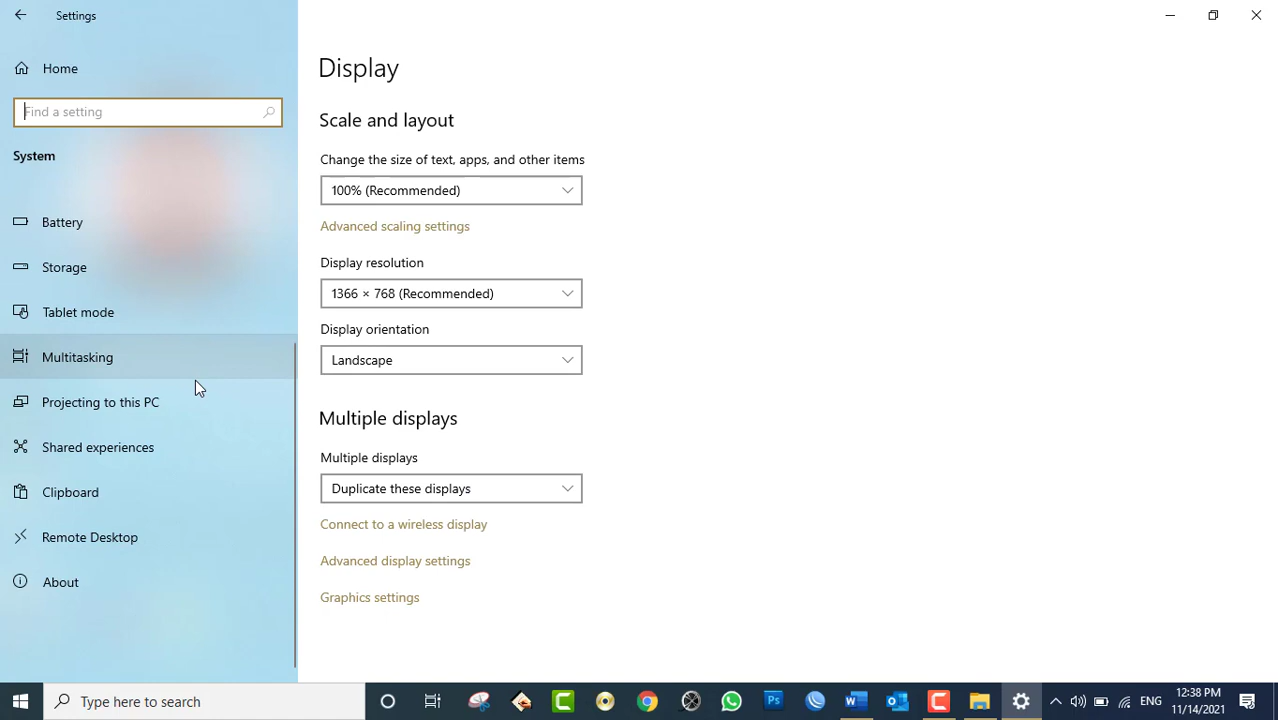 Settings
Home
Find a setting
System
Battery
Storage
Tablet mode
Multitasking
Projecting to this PC
Shared experiences
Clipboard
Remote Desktop
About
Display
Scale and layout
Change the size of text, apps, and other items
100% (Recommended)
Advanced scaling settings
Display resolution
1366 × 768 (Recommended)
Display orientation
Landscape
Multiple displays
Multiple displays
Duplicate these displays
Connect to a wireless display
Advanced display settings
Graphics settings
Type here to search
ENG
12:38 PM
11/14/2021